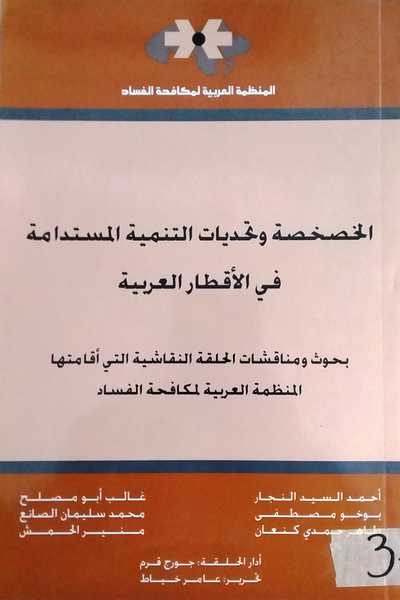 المنظمة العربية لمكافحة الفساد
الخصخصة وتحديات التنمية المستدامة
في الأقطار العربية
بحوث ومناقشات الحلقة النقاشية التي أقامتها
المنظمة العربية لمكافحة الفساد
أحمد السيد النجار غالب أبو مصلح
بوخو مصطفى محمد سليمان الصانع
طاهر حمدي كنعان منير الحمش
أدار الحلقة: جورج قرم
تحرير: عامر خياط
3